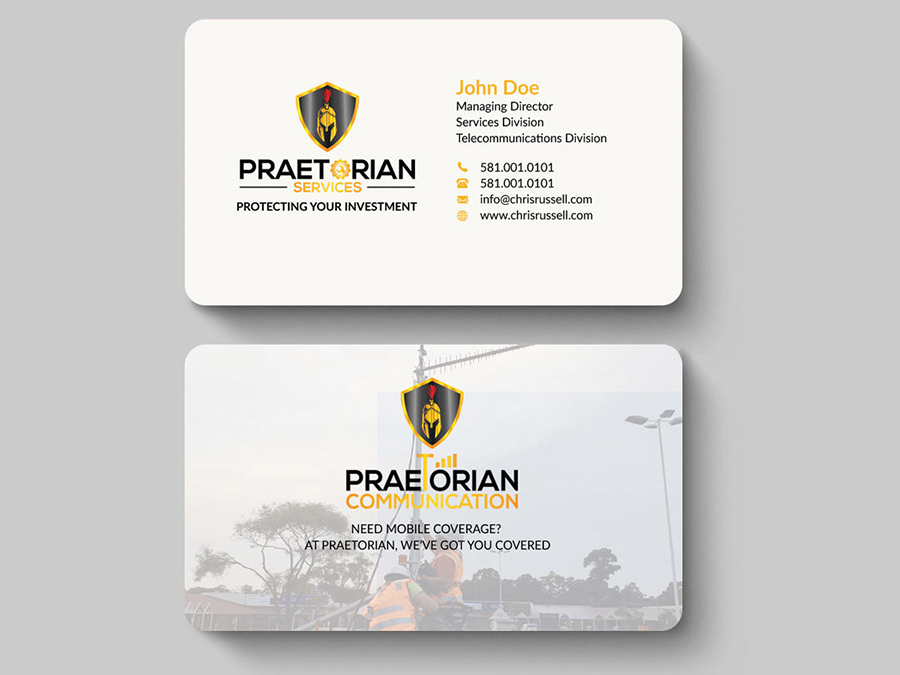 PRAETORIAN
SERVICES
PROTECTING YOUR INVESTMENT
John Doe
Managing Director
Services Division
Telecommunications Division
581.001.0101
581.001.0101
info@chrisrussell.com
www.chrisrussell.com
PRAETORIAN
COMMUNICATION
NEED MOBILE COVERAGE?
AT PRAETORIAN, WE'VE GOT YOU COVERED